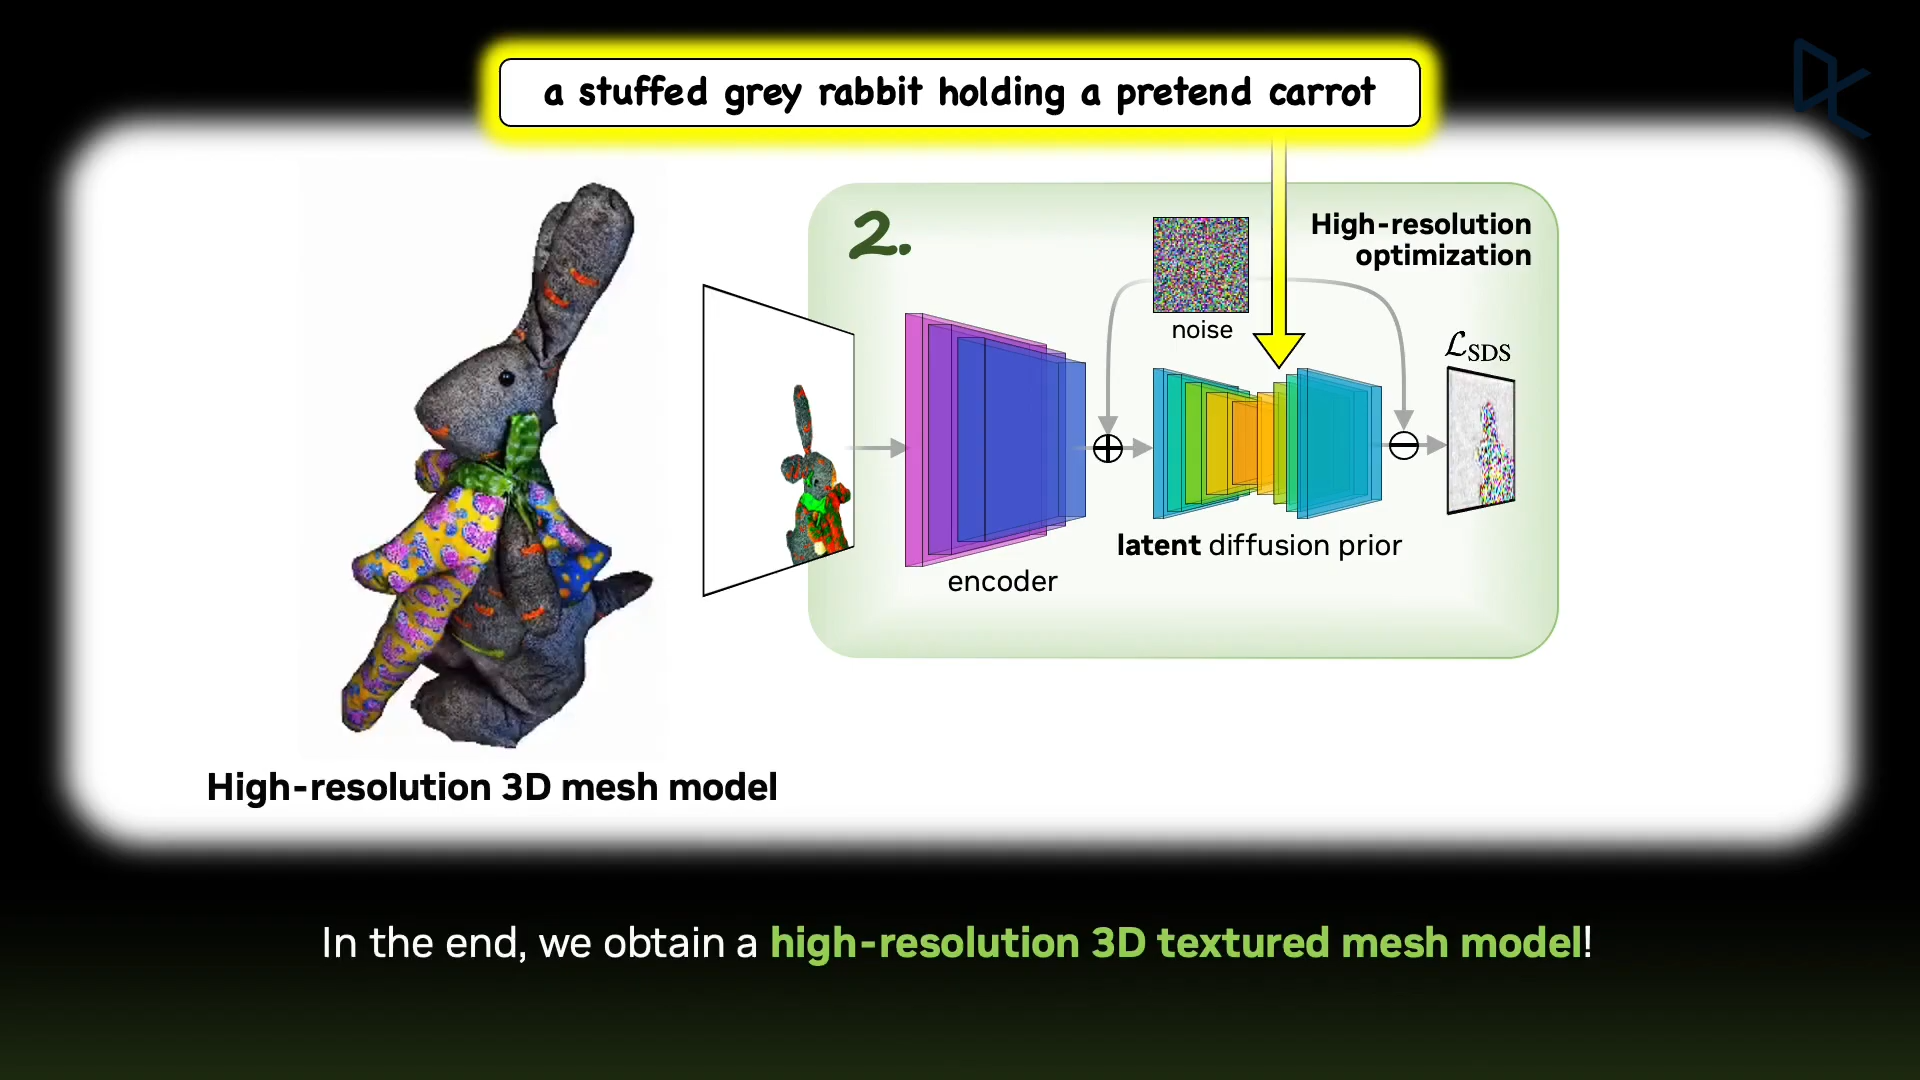 a stuffed grey rabbit holding a pretend carrot
2.
High-resolution
optimization
noise
ℒSDS
latent diffusion prior
encoder
High-resolution 3D mesh model
In the end, we obtain a high-resolution 3D textured mesh model!